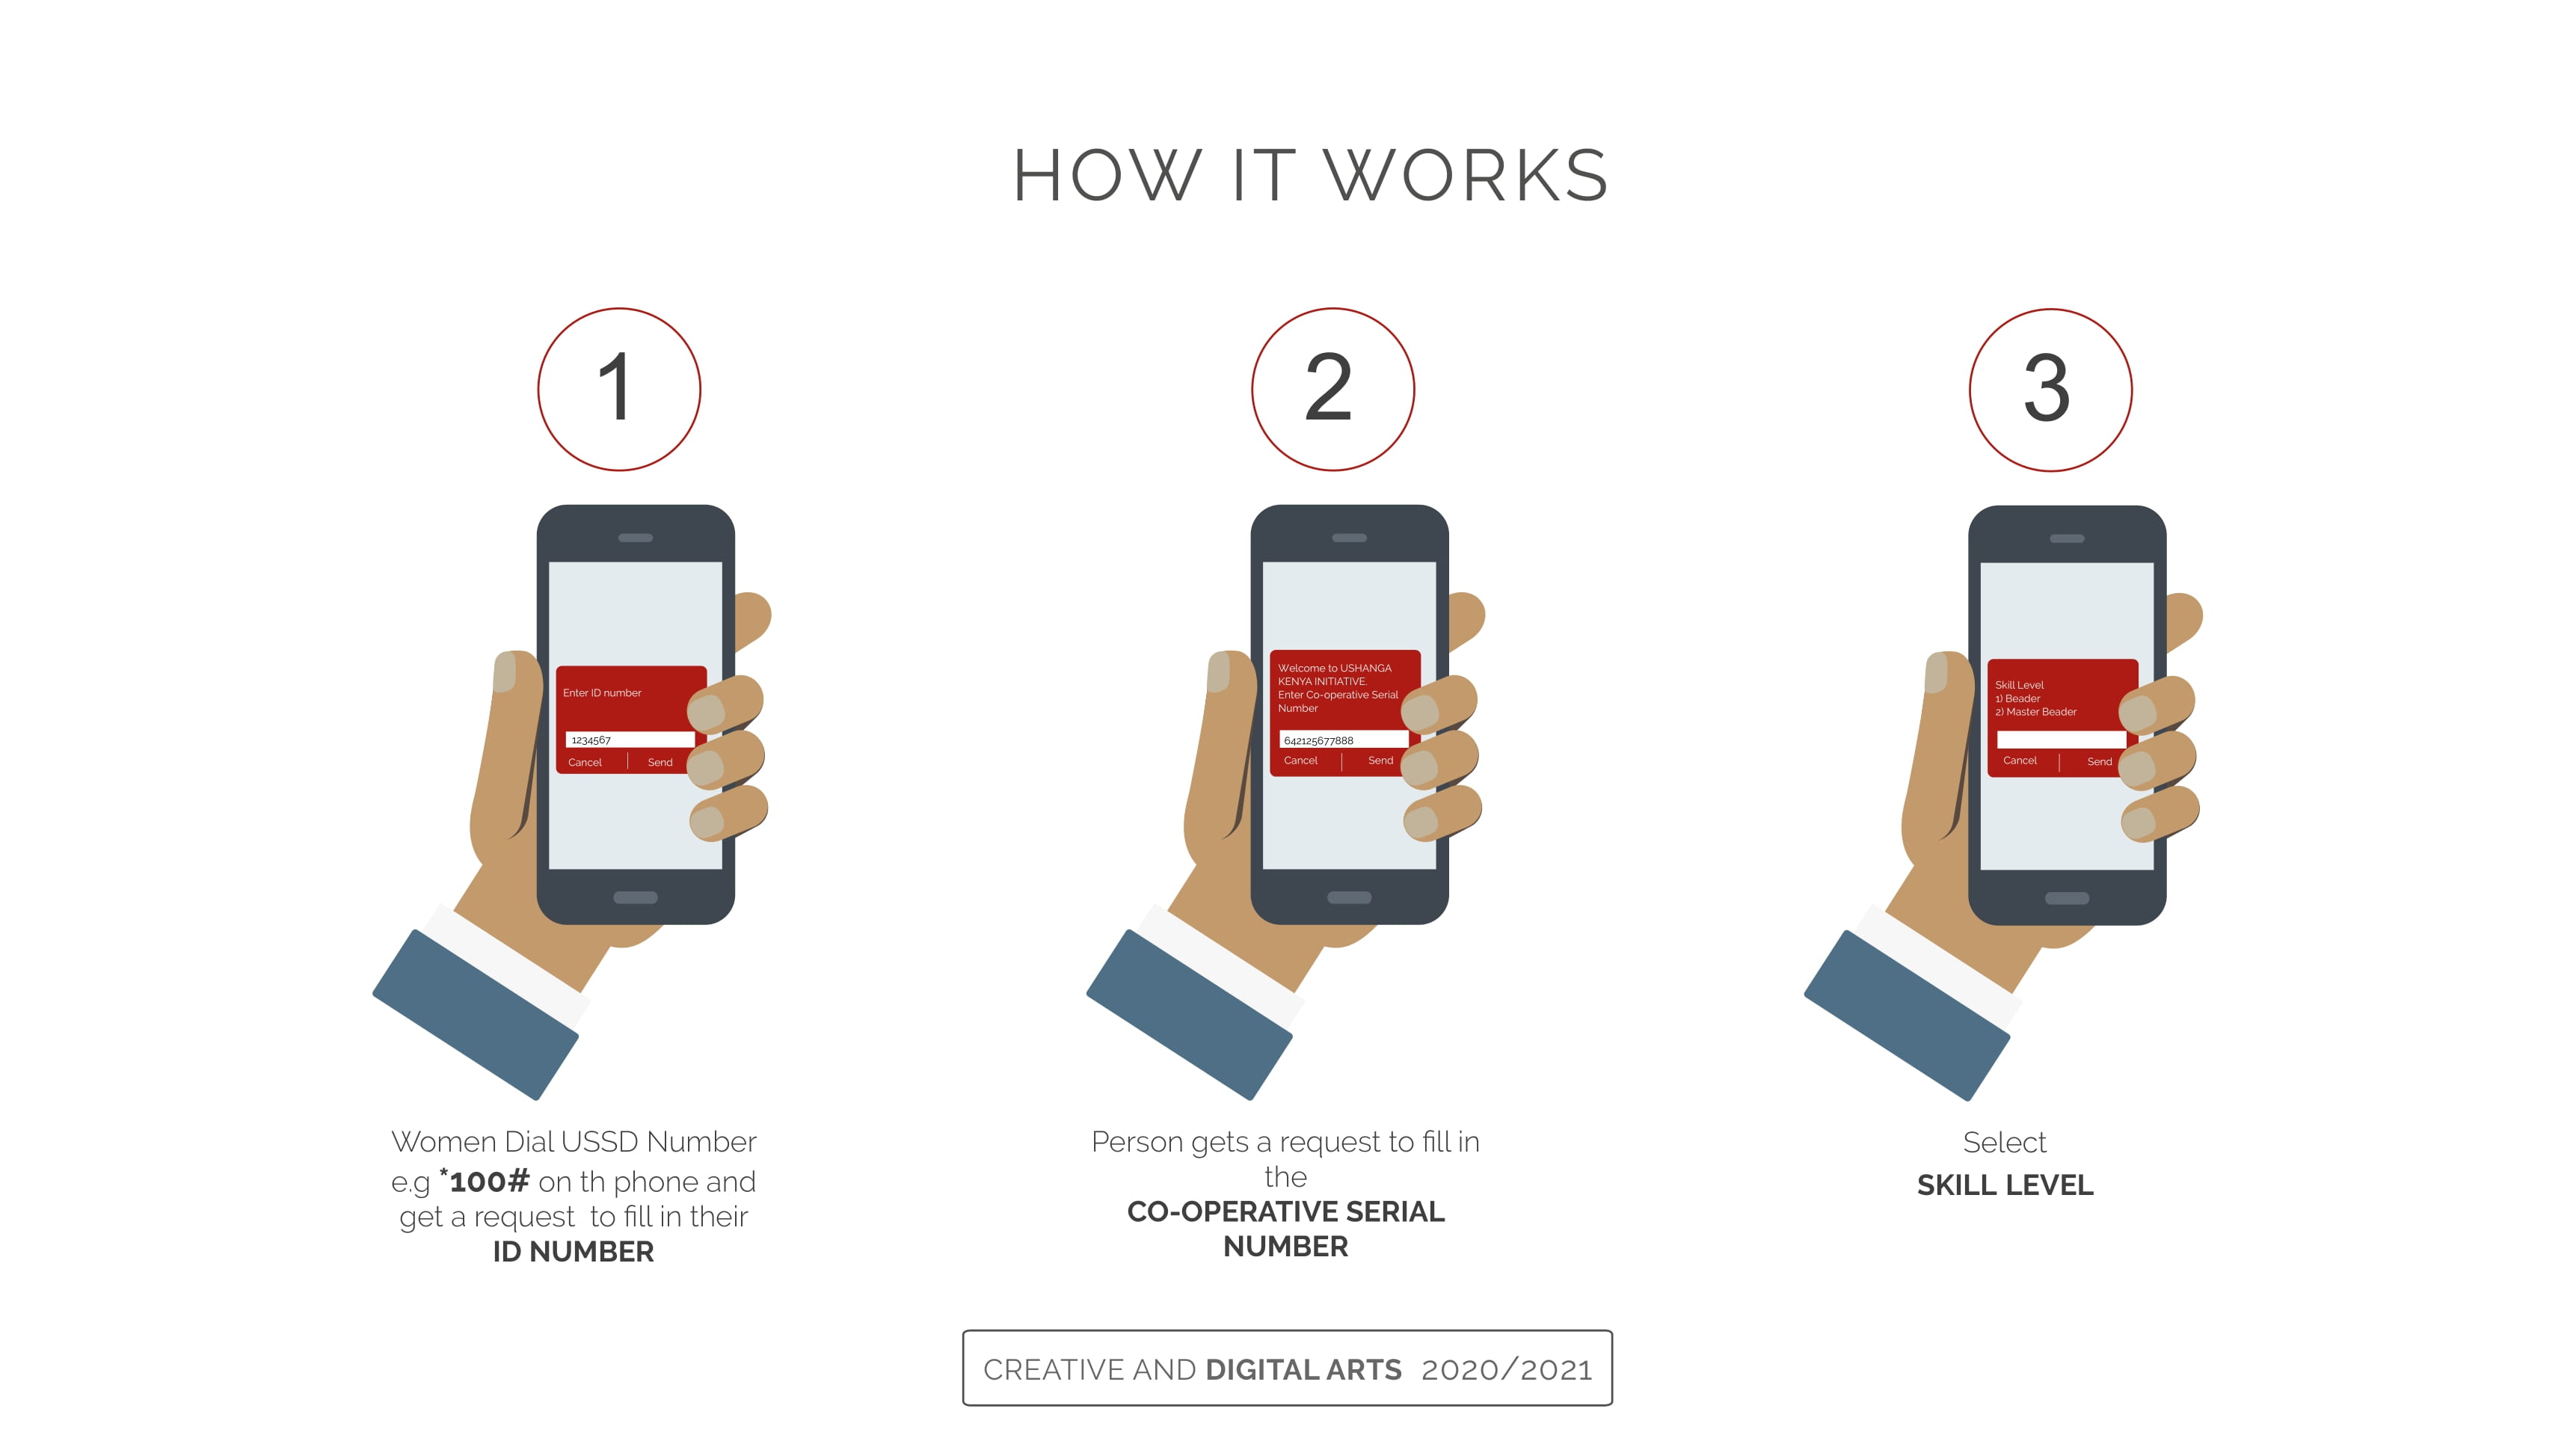 HOW IT WORKS
1
Enter ID number
1234567
Cancel Send
Women Dial USSD Number
e.g *100# on th phone and
get a request to fill in their
ID NUMBER
2
Welcome to USHANGA
KENYA INITIATIVE.
Enter Co-operative Serial
Number
642125677888
Cancel Send
Person gets a request to fill in
the
CO-OPERATIVE SERIAL
NUMBER
3
Skill Level
1) Beader
2) Master Beader
Cancel Send
Select
SKILL LEVEL
CREATIVE AND DIGITAL ARTS 2020/2021